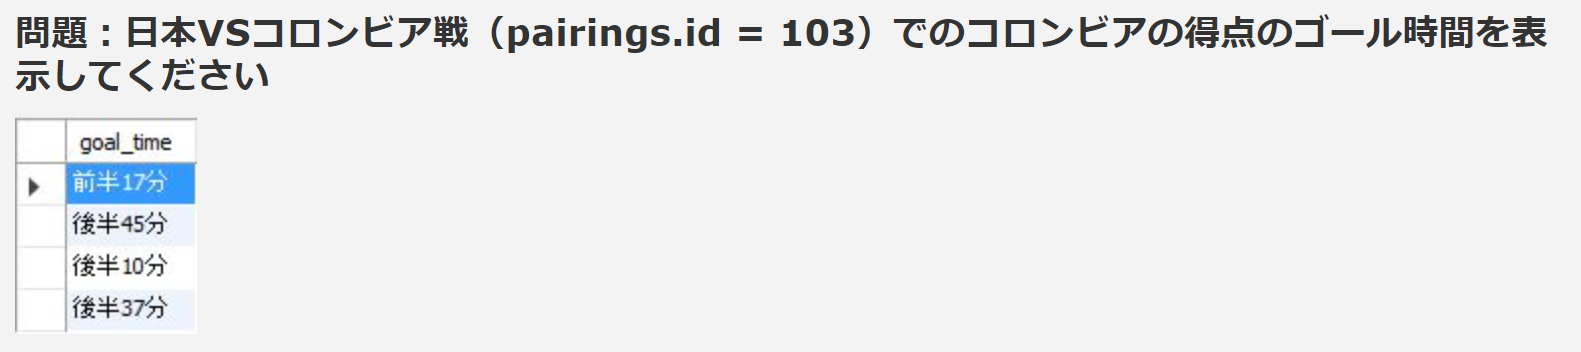 問題：日本VSコロンビア戦（pairings.id = 103）でのコロンビアの得点のゴール時間を表
示してください
goal_time
前半17分
後半45分
後半10分
後半37分